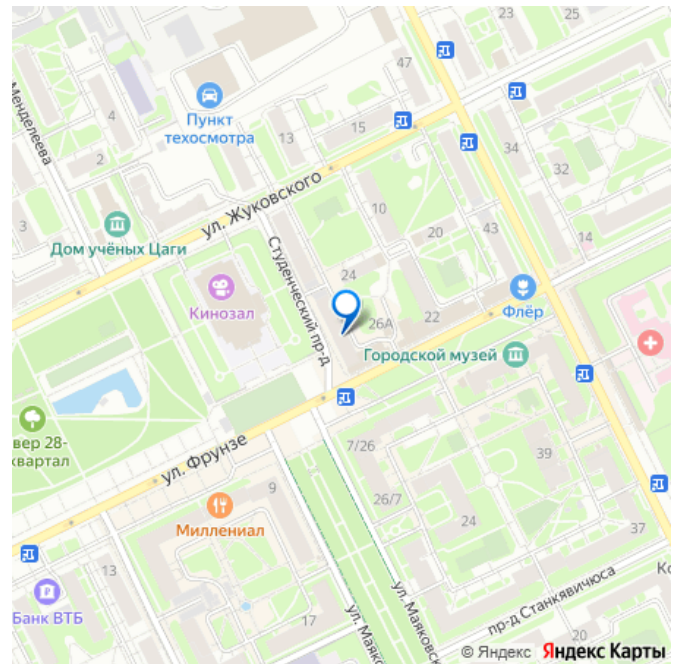 23
25
47
Менделеева
4
Пункт
техосмотра
13
15
34
2
32
ул. Жуковского
10
3
Дом учёных Цаги
20
43
14
Студенческий пр-д
24
Кинозал
26А
22
Флёр
Городской музей
вер 28-
квартал
ул. Фрунзе
7/26
39
9
26/7
Миллениал
24
37
13
Банк ВТБ
17
ул. Маяко
ул. Маяковск
пр-д Станкявичюса
Ко
20
© Яндекс Яндекс Карты